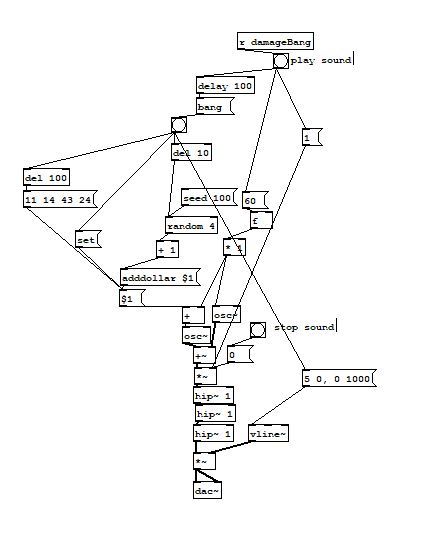 r damageBang
play sound
delay 100
bang
1
del 10
del 100
11 14 43 24
seed 100
60
random 4
f
set
+ 1
* 1
adddollar $1
$1
+
osc~
osc~
stop sound
+~
0
*~
5 0, 0 1000
hip~ 1
hip~ 1
hip~ 1
vline~
*~
dac~